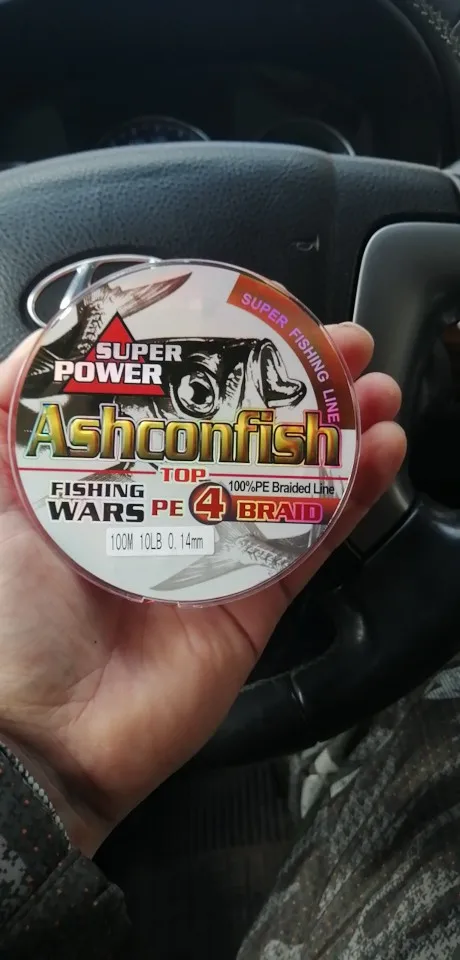 SUPER FISHING LINE
SUPER
POWER
Ashconfish
TOP
100%PE Braided Line
FISHING
WARS PE 4 BRAID
100M 10LB 0.14mm